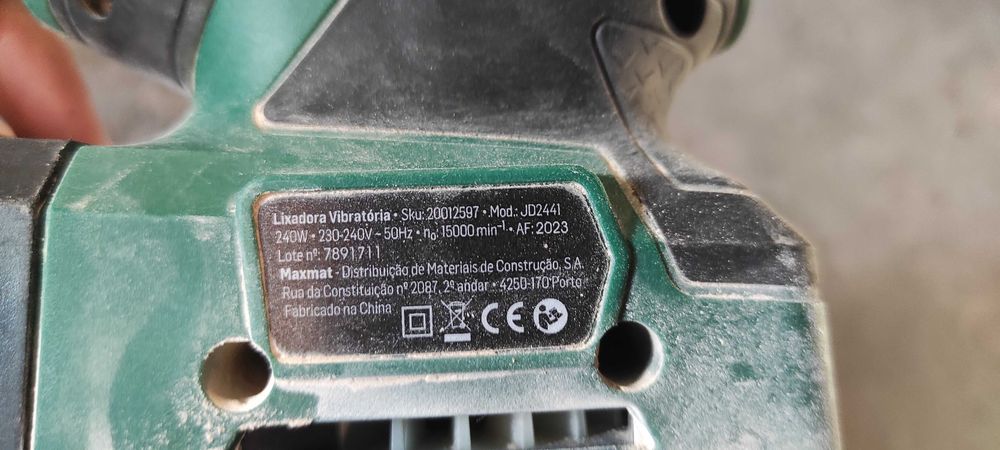 Lixadora Vibratória • Sku: 20012597 • Mod.: JD2441
240W • 230-240V ~ 50Hz • n₀: 15000 min⁻¹ • AF: 2023
Lote nº: 7891711
Maxmat - Distribuição de Materiais de Construção, S.A.
Rua da Constituição nº 2087, 2º andar • 4250-170 Porto
Fabricado na China
CE